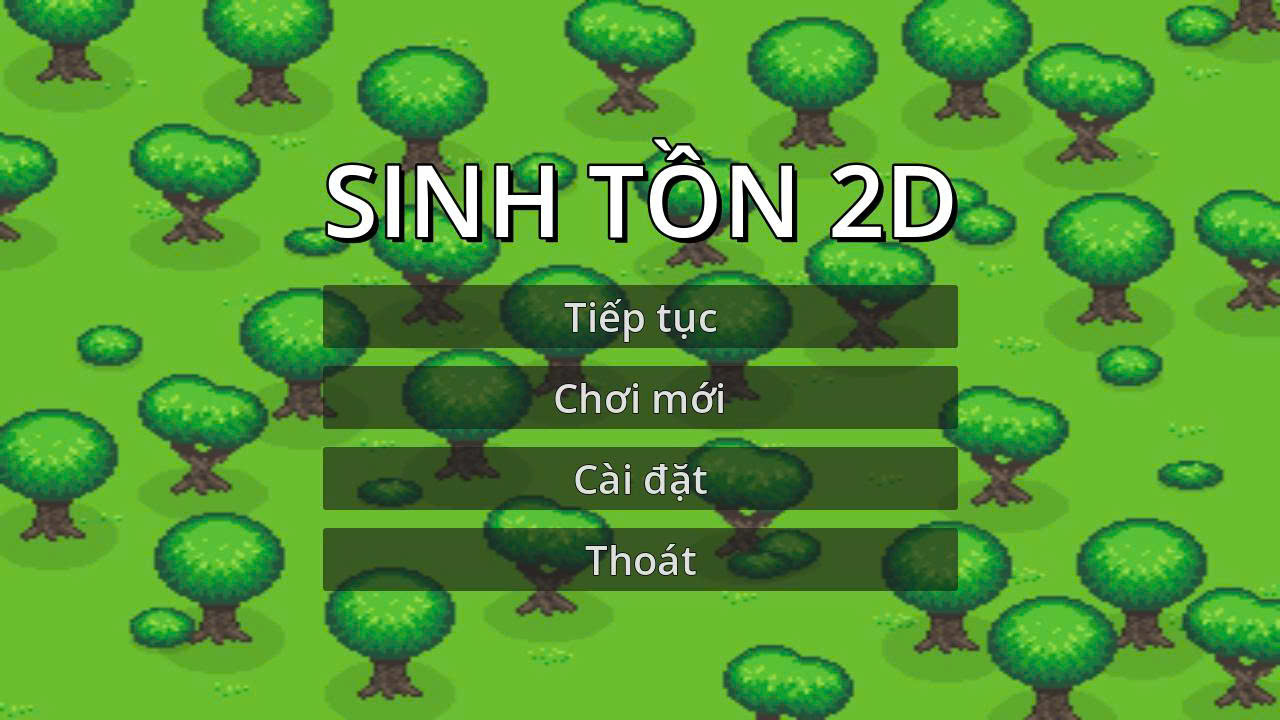 SINH TỒN 2D
Tiếp tục
Chơi mới
Cài đặt
Thoát